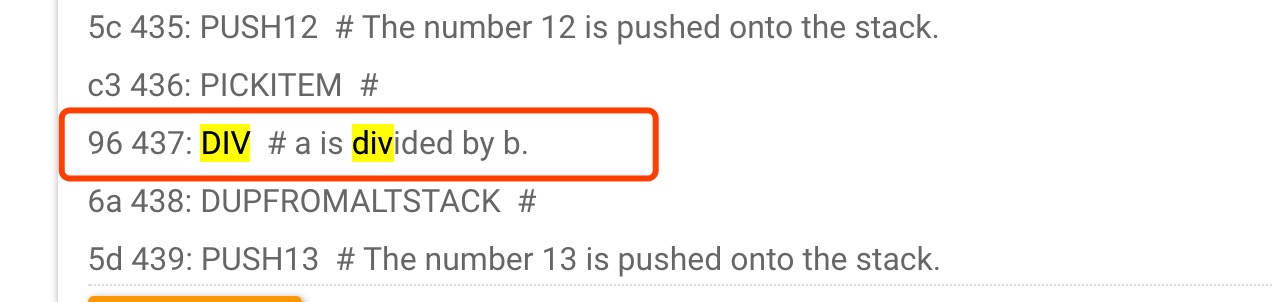 5c 435: PUSH12 # The number 12 is pushed onto the stack.
c3 436: PICKITEM #
96 437: DIV # a is divided by b.
6a 438: DUPFROMALTSTACK #
5d 439: PUSH13 # The number 13 is pushed onto the stack.